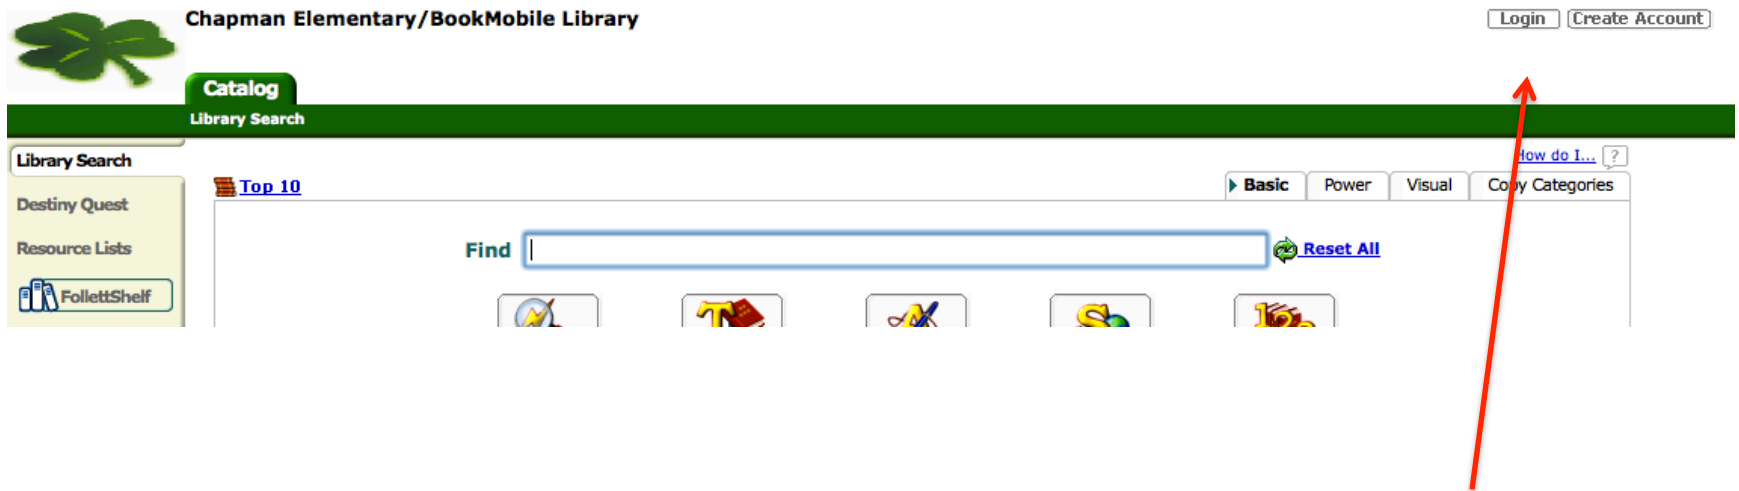 Chapman Elementary/BookMobile Library
Login
Create Account
Catalog
Library Search
Library Search
How do I... ?
Top 10
Basic
Power
Visual
Copy Categories
Destiny Quest
Find
Reset All
Resource Lists
FollettShelf